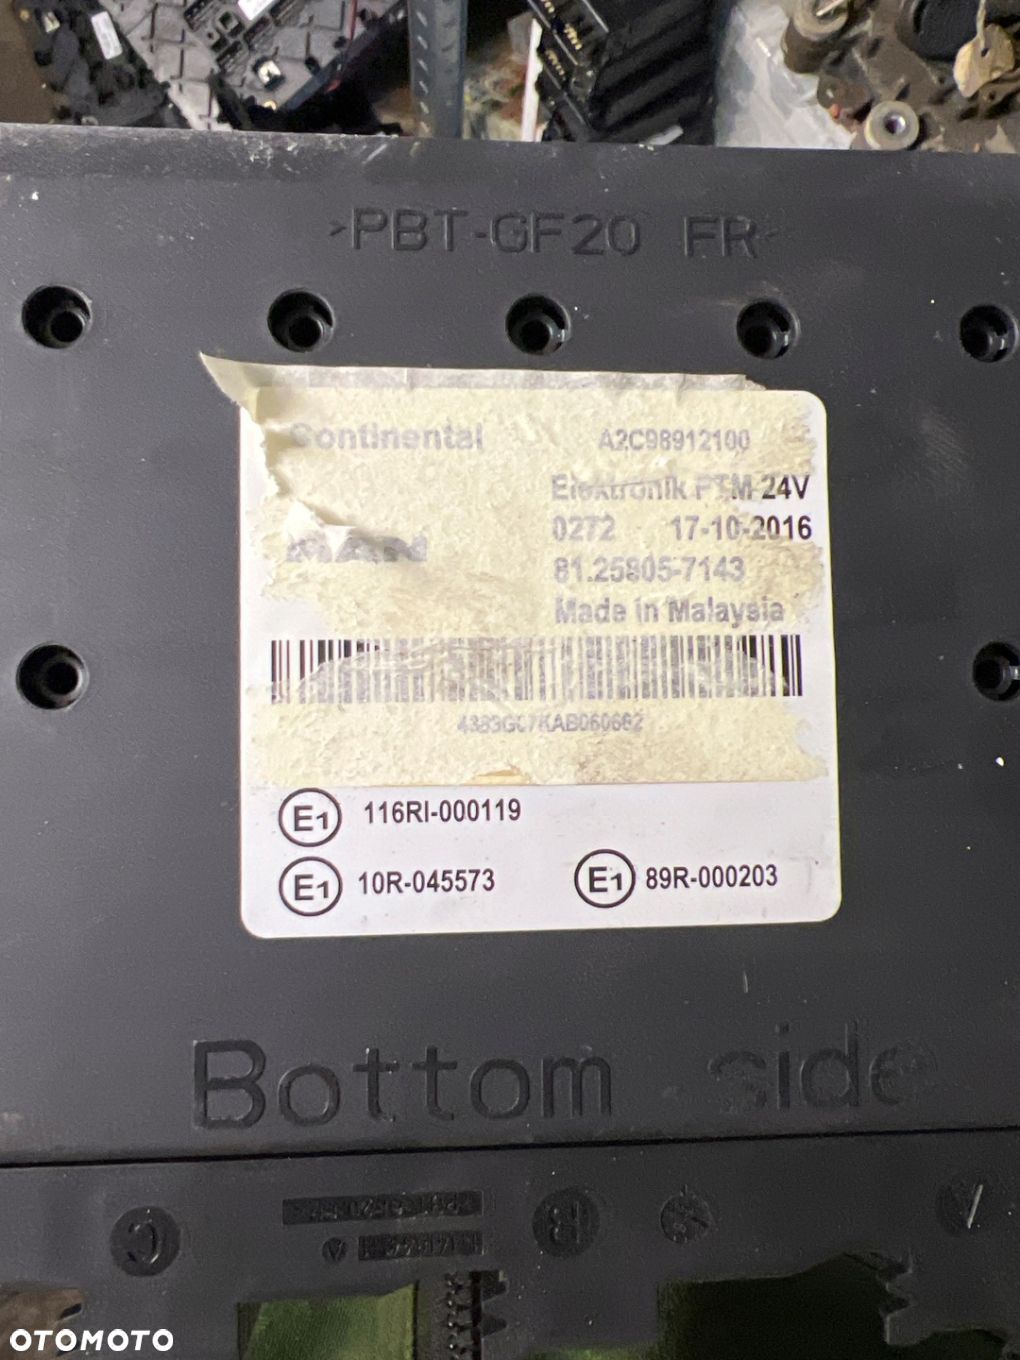 >PBT-GF20 FR<
Continental A2C98912100
Elektronik PTM 24V
0272 17-10-2016
MAN
81.25805-7143
Made in Malaysia
E1 116RI-000119
E1 10R-045573 E1 89R-000203
Bottom side
OTOMOTO